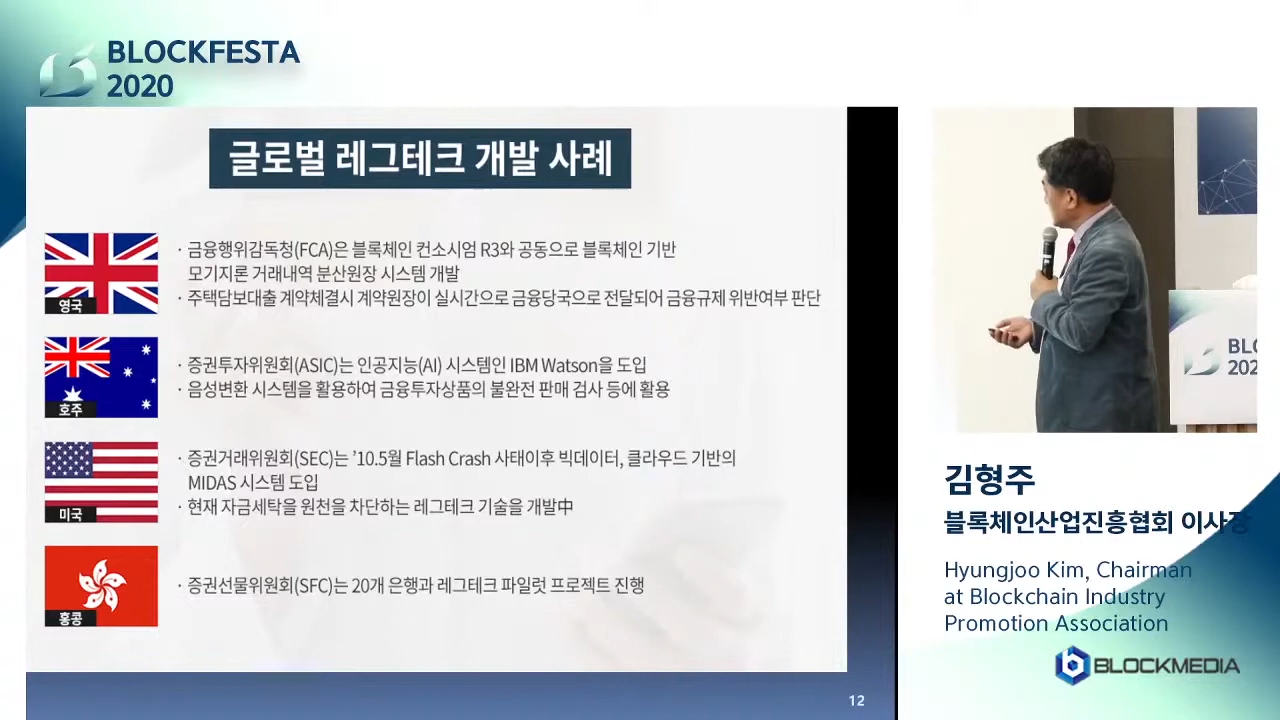 BLOCKFESTA
2020
글로벌 레그테크 개발 사례
영국
· 금융행위감독청(FCA)은 블록체인 컨소시엄 R3와 공동으로 블록체인 기반
모기지론 거래내역 분산원장 시스템 개발
· 주택담보대출 계약체결시 계약원장이 실시간으로 금융당국으로 전달되어 금융규제 위반여부 판단
호주
· 증권투자위원회(ASIC)는 인공지능(AI) 시스템인 IBM Watson을 도입
· 음성변환 시스템을 활용하여 금융투자상품의 불완전 판매 검사 등에 활용
미국
· 증권거래위원회(SEC)는 ’10.5월 Flash Crash 사태이후 빅데이터, 클라우드 기반의
MIDAS 시스템 도입
· 현재 자금세탁을 원천을 차단하는 레그테크 기술을 개발中
홍콩
· 증권선물위원회(SFC)는 20개 은행과 레그테크 파일럿 프로젝트 진행
12
BLO
202
김형주
블록체인산업진흥협회 이사장
Hyungjoo Kim, Chairman
at Blockchain Industry
Promotion Association
BLOCKMEDIA